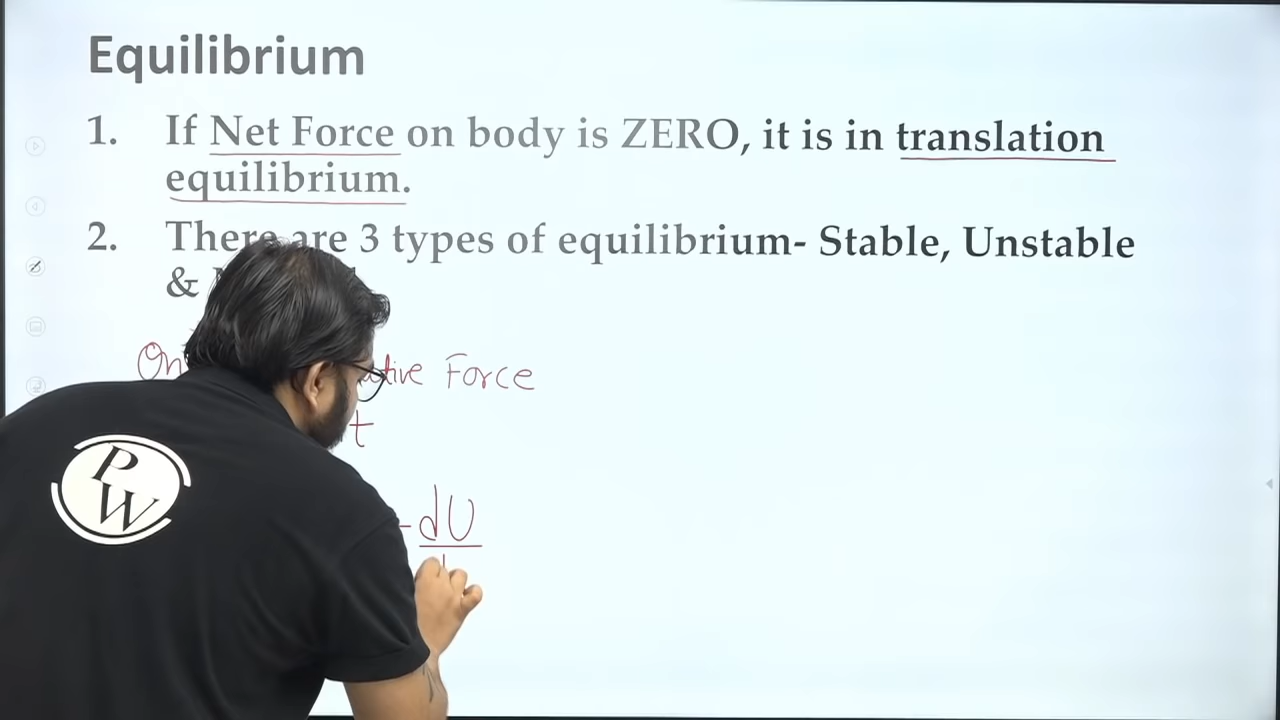 Equilibrium
1. If Net Force on body is ZERO, it is in translation
equilibrium.
2. There are 3 types of equilibrium- Stable, Unstable
&
On Force
dU
P
W